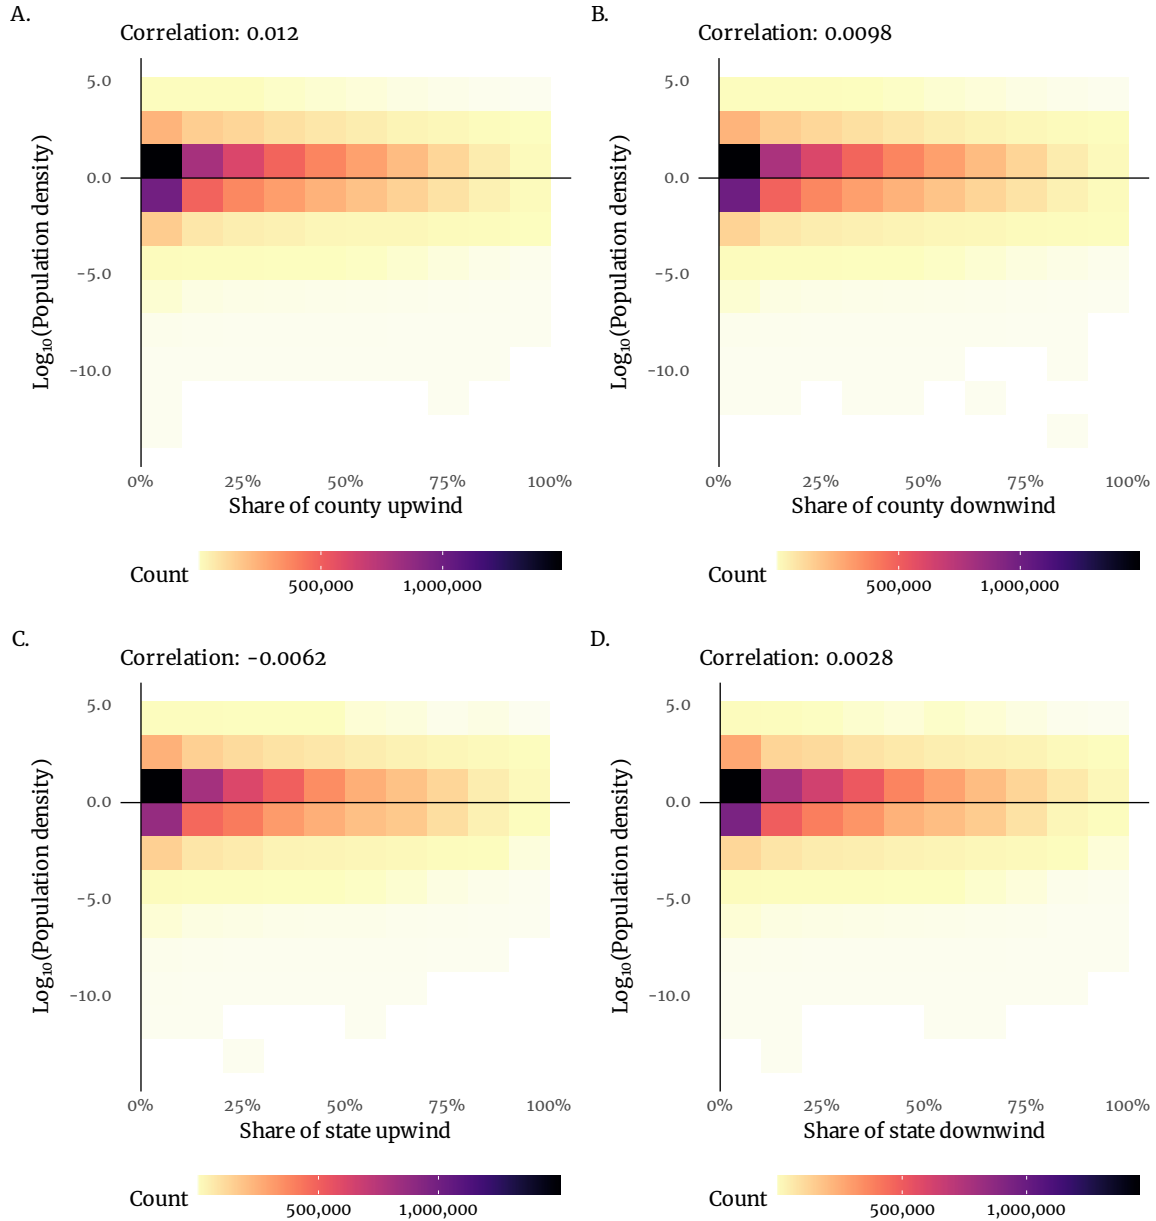 A.
Correlation: 0.012
5.0
0.0
−5.0
−10.0
Log₁₀(Population density)
0% 25% 50% 75% 100%
Share of county upwind
Count
500,000 1,000,000
B.
Correlation: 0.0098
5.0
0.0
−5.0
−10.0
Log₁₀(Population density)
0% 25% 50% 75% 100%
Share of county downwind
Count
500,000 1,000,000
C.
Correlation: −0.0062
5.0
0.0
−5.0
−10.0
Log₁₀(Population density)
0% 25% 50% 75% 100%
Share of state upwind
Count
500,000 1,000,000
D.
Correlation: 0.0028
5.0
0.0
−5.0
−10.0
Log₁₀(Population density)
0% 25% 50% 75% 100%
Share of state downwind
Count
500,000 1,000,000